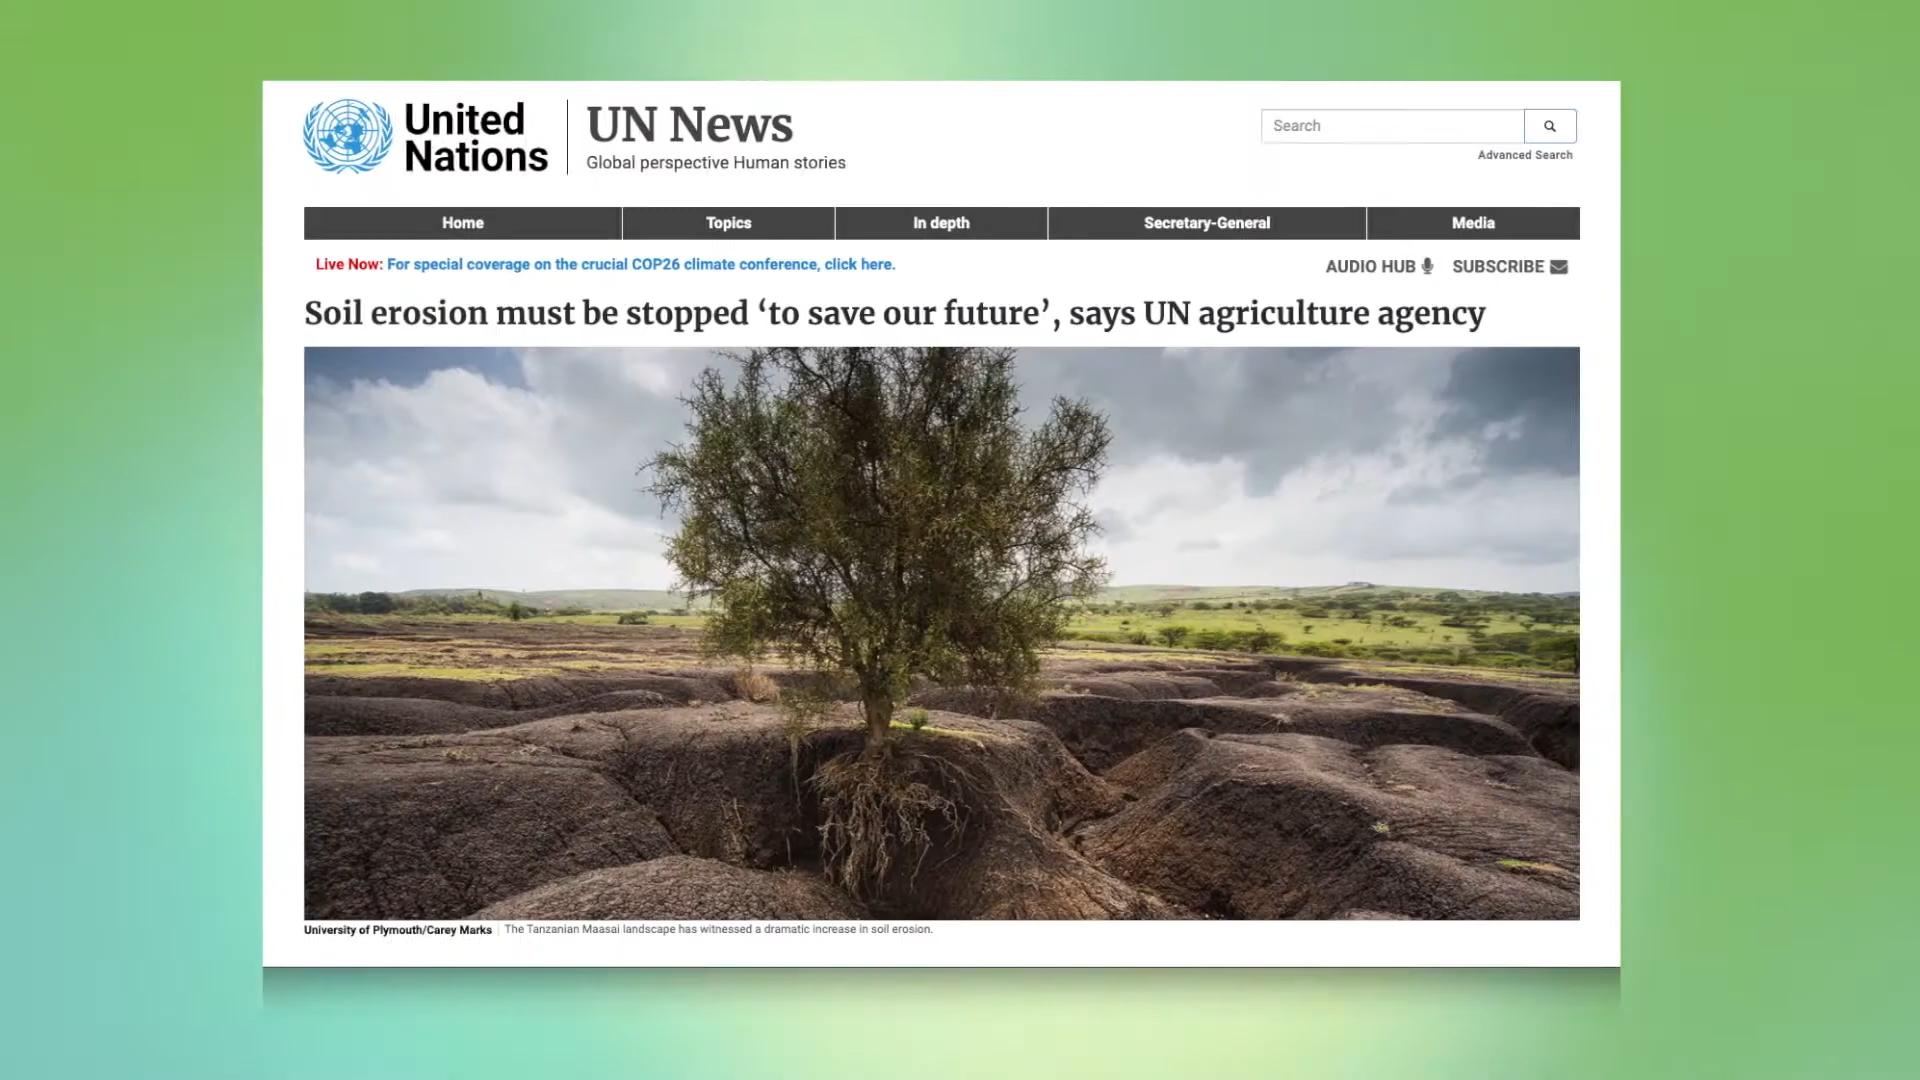 United
Nations
UN News
Global perspective Human stories
Search
Advanced Search
Home
Topics
In depth
Secretary-General
Media
Live Now: For special coverage on the crucial COP26 climate conference, click here.
AUDIO HUB
SUBSCRIBE
Soil erosion must be stopped ‘to save our future’, says UN agriculture agency
University of Plymouth/Carey Marks
The Tanzanian Maasai landscape has witnessed a dramatic increase in soil erosion.